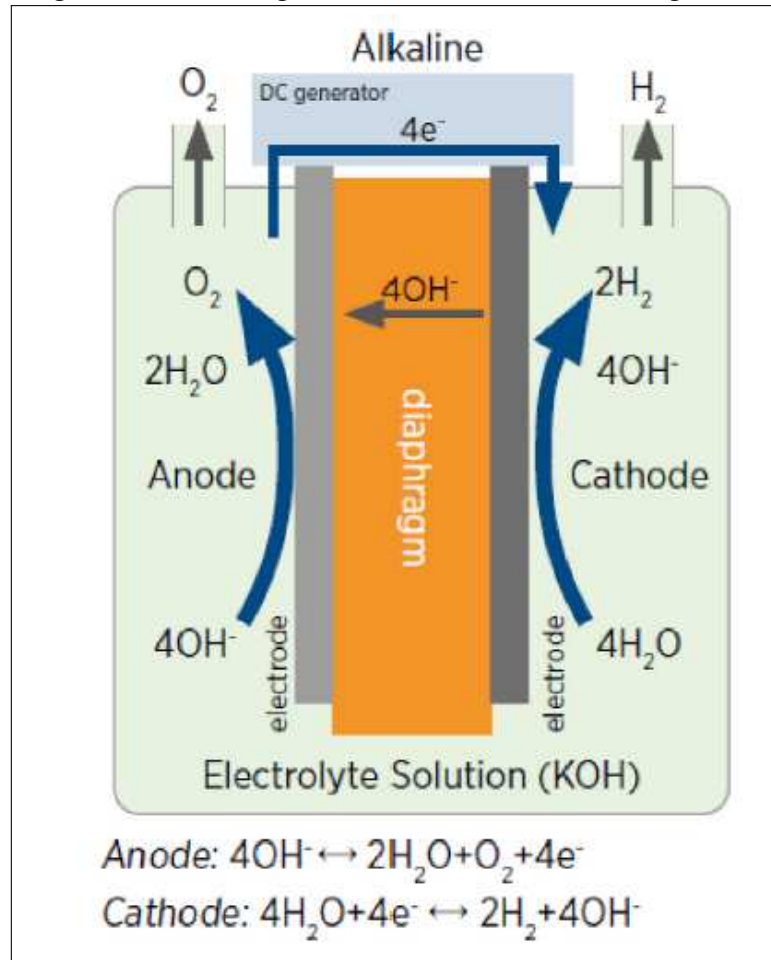 Alkaline
O₂
DC generator
H₂
4e⁻
O₂
4OH⁻
2H₂
2H₂O
4OH⁻
diaphragm
Anode
Cathode
4OH⁻
electrode
electrode
4H₂O
Electrolyte Solution (KOH)
Anode: 4OH⁻ ↔ 2H₂O+O₂+4e⁻
Cathode: 4H₂O+4e⁻ ↔ 2H₂+4OH⁻